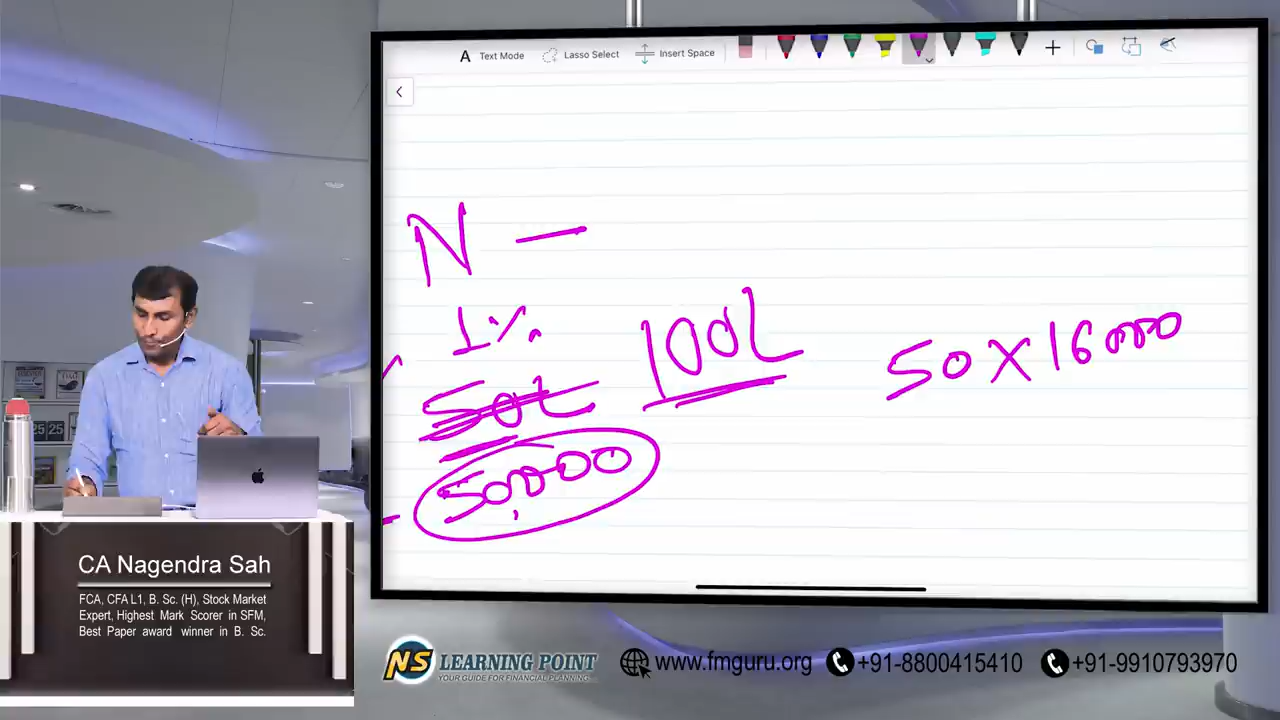 Text Mode
Lasso Select
Insert Space
N —
1%
100L
50 X 16000
50L
50,000
CA Nagendra Sah
FCA, CFA L1, B. Sc. (H), Stock Market
Expert, Highest Mark Scorer in SFM,
Best Paper award winner in B. Sc.
NS LEARNING POINT
YOUR GUIDE FOR FINANCIAL PLANNING...
www.fmguru.org
+91-8800415410
+91-9910793970